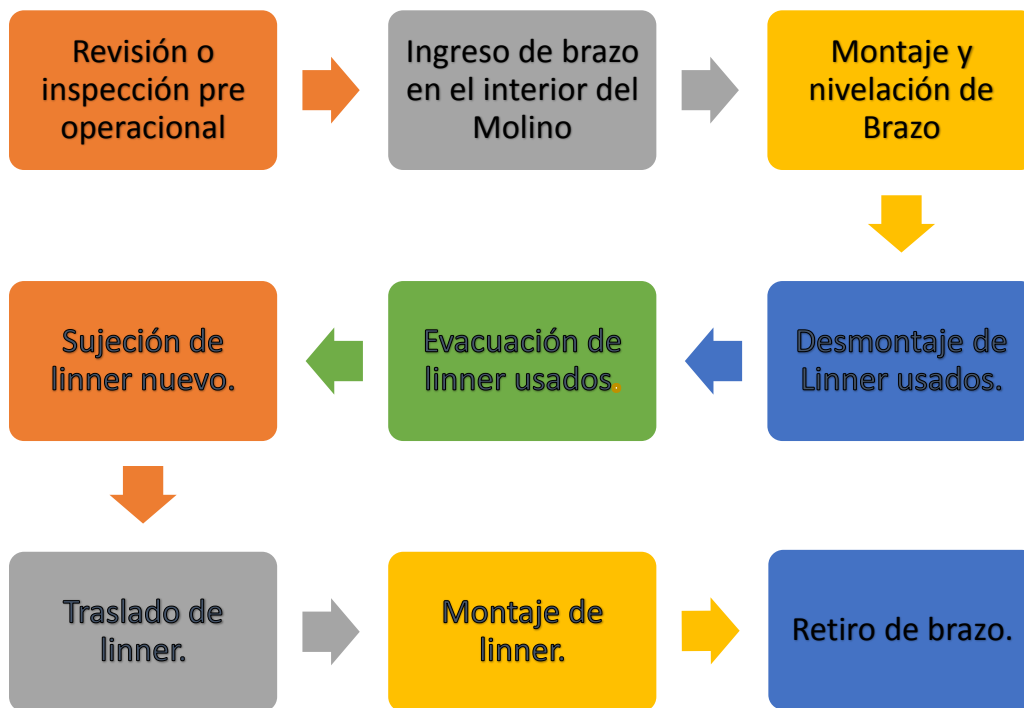 Revisión o
inspección pre
operacional
Ingreso de brazo
en el interior del
Molino
Montaje y
nivelación de
Brazo
Desmontaje de
Linner usados.
Evacuación de
linner usados.
Sujeción de
linner nuevo.
Traslado de
linner.
Montaje de
linner.
Retiro de brazo.